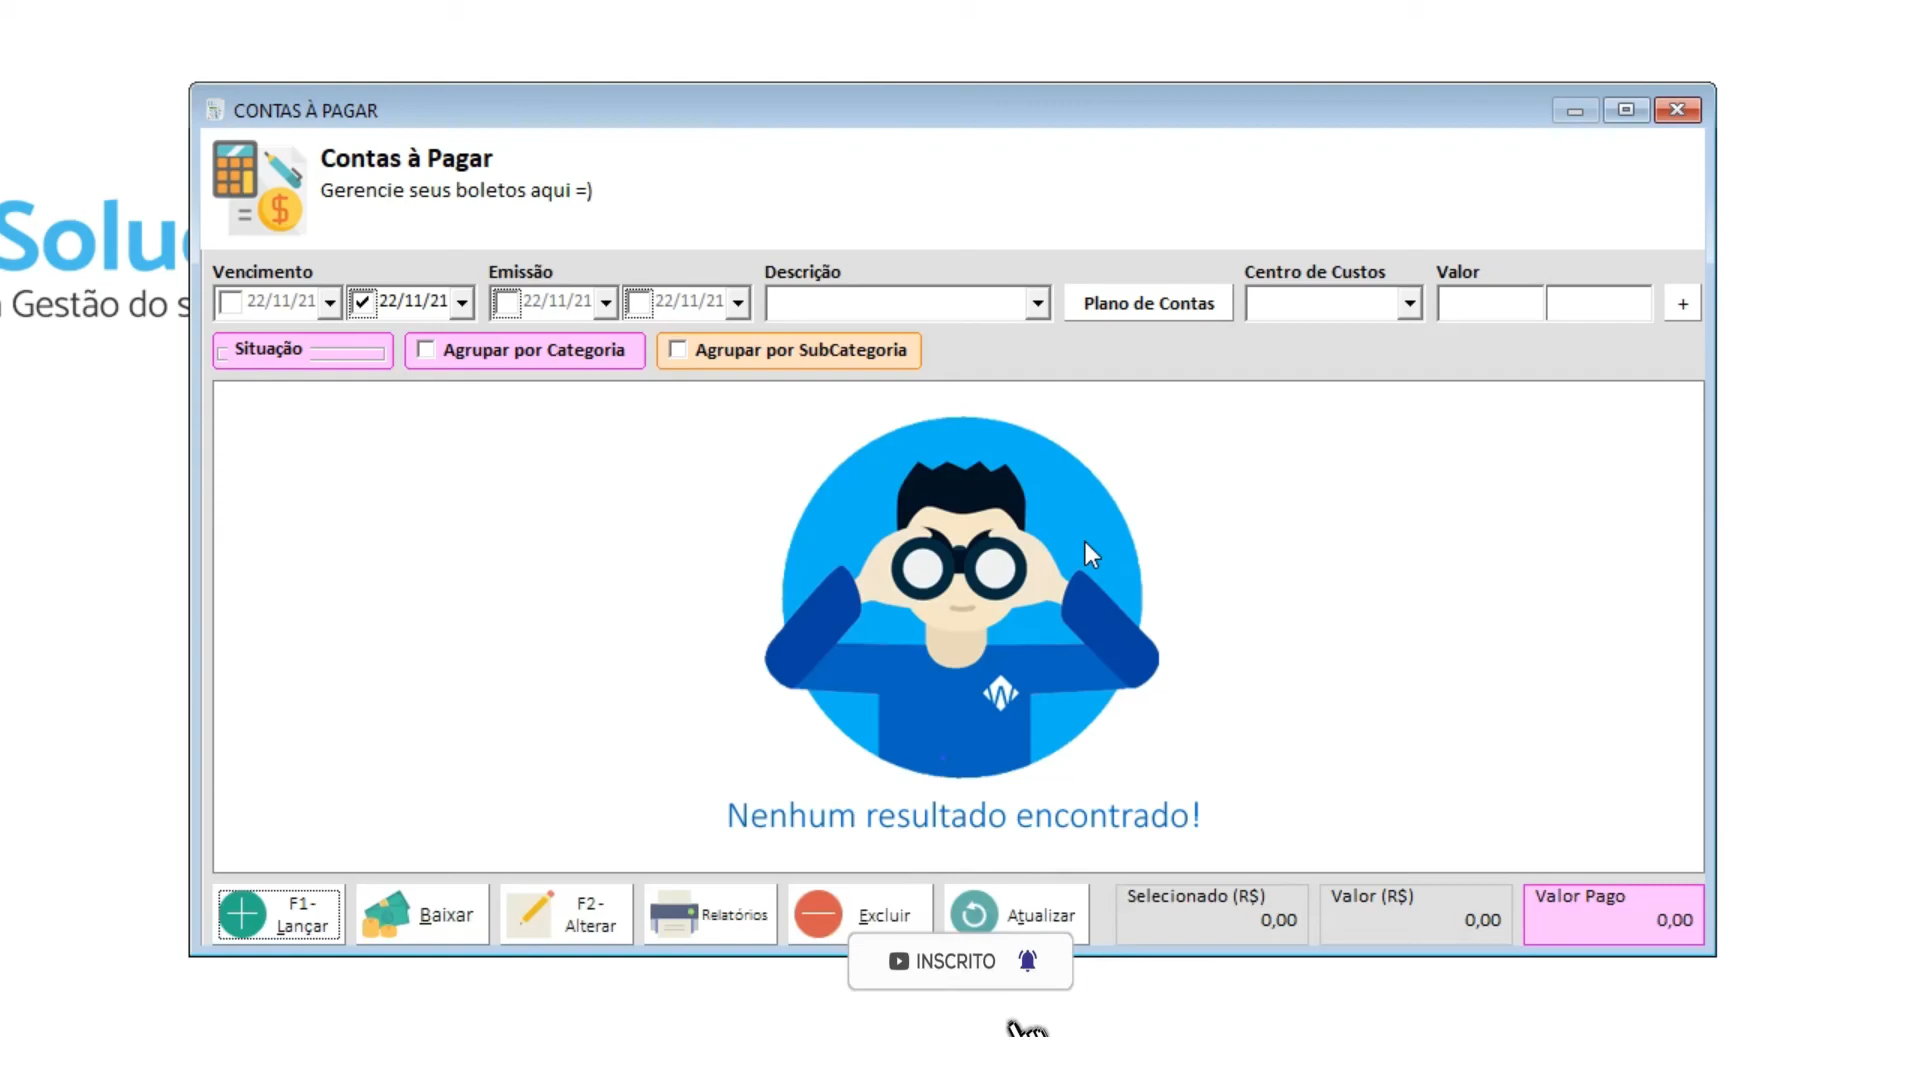 CONTAS À PAGAR
Contas à Pagar
Gerencie seus boletos aqui =)
Solu
Gestão do s
Vencimento Emissão Descrição Centro de Custos Valor
22/11/21 22/11/21 22/11/21 22/11/21 Plano de Contas +
Situação Agrupar por Categoria Agrupar por SubCategoria
W
Nenhum resultado encontrado!
F1-
Lançar
Baixar
F2-
Alterar
Relatórios
Excluir
Atualizar
Selecionado (R$)
0,00
Valor (R$)
0,00
Valor Pago
0,00
INSCRITO